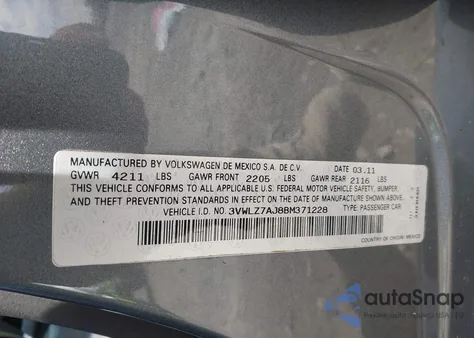 MANUFACTURED BY VOLKSWAGEN DE MEXICO S.A. DE C.V.
03.11
GVWR 4211 LBS GAWR FRONT 2205 LBS GAWR REAR 2116 LBS
THIS VEHICLE CONFORMS TO ALL U.S. FEDERAL MOTOR VEHICLE SAFETY, BUMPER,
AND THEFT PREVENTION STANDARDS IN EFFECT ON THE
DATE OF MANUFACTURE SHOWN ABOVE.
VEHICLE I.D. NO. 3VWLZ7AJ8BM371228 TYPE: PASSENGER CAR
COUNTRY OF ORIGIN: MEXICO
autoSnap